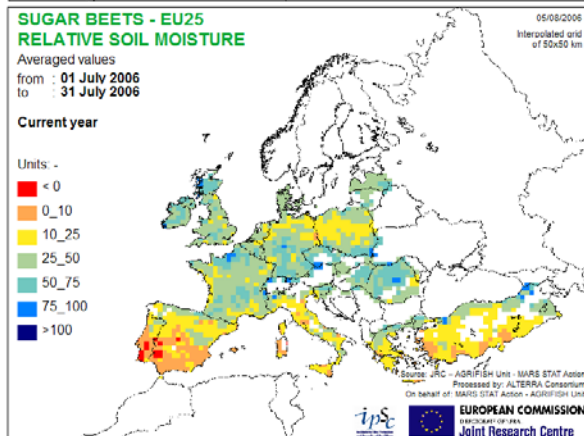 SUGAR BEETS - EU25
05/08/2006
RELATIVE SOIL MOISTURE
Interpolated grid
of 50x50 km
Averaged values
from : 01 July 2006
to : 31 July 2006
Current year
Units: -
< 0
0_10
10_25
25_50
50_75
75_100
>100
Source: JRC - AGRIFISH Unit - MARS STAT Action
Processed by: ALTERRA Consortium
On behalf of: MARS STAT Action - AGRIFISH Unit
ipsc
EUROPEAN COMMISSION
Joint Research Centre